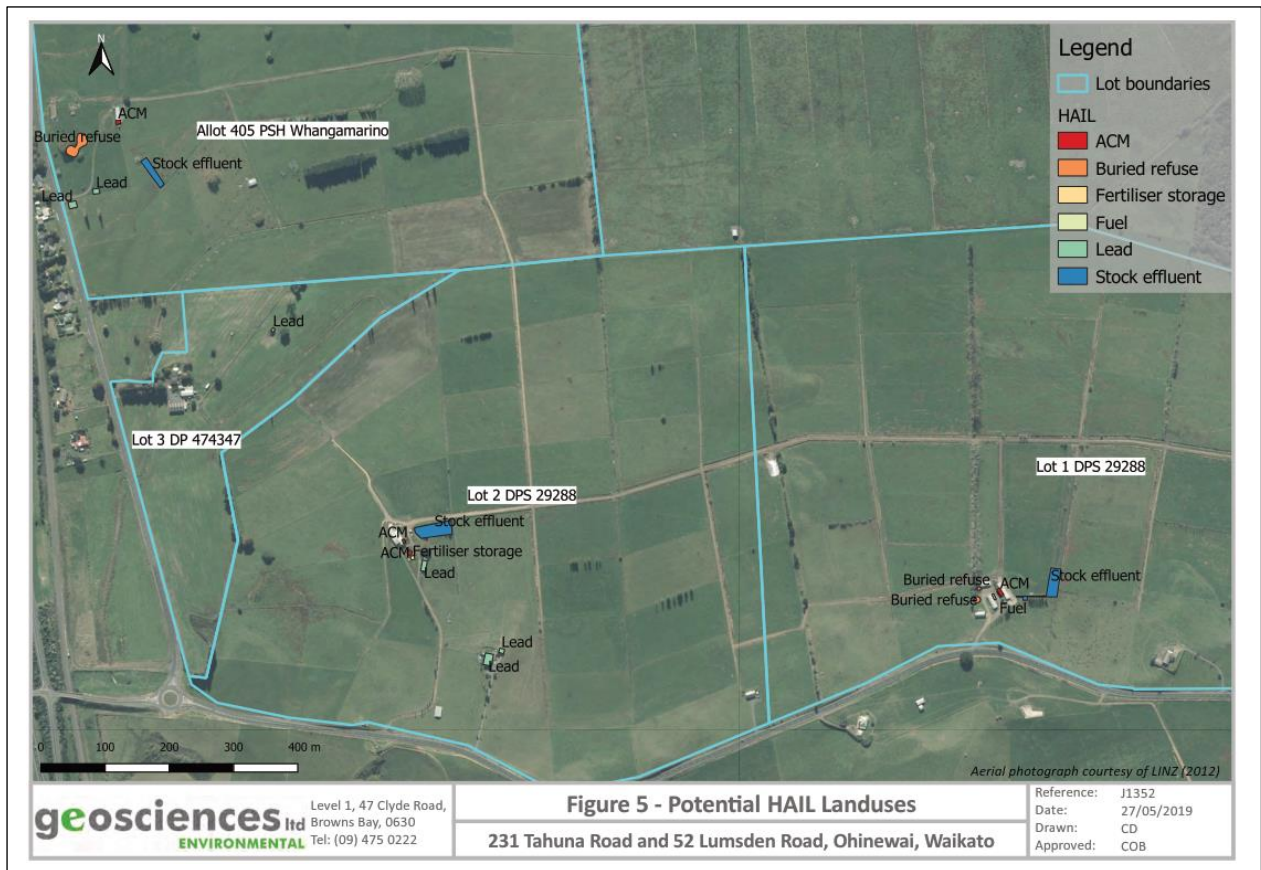 N
Legend
Lot boundaries
HAIL
ACM
Buried refuse
Fertiliser storage
Fuel
Lead
Stock effluent
ACM
Buried refuse
Allot 405 PSH Whangamarino
Stock effluent
Lead
Lead
Lead
Lot 3 DP 474347
Lot 1 DPS 29288
Lot 2 DPS 29288
Stock effluent
ACM
ACM
Fertiliser storage
Lead
Buried refuse
ACM
Stock effluent
Buried refuse
Fuel
Lead
Lead
0 100 200 300 400 m
Aerial photograph courtesy of LINZ (2012)
geosciences ltd
ENVIRONMENTAL
Level 1, 47 Clyde Road,
Browns Bay, 0630
Tel: (09) 475 0222
Figure 5 - Potential HAIL Landuses
231 Tahuna Road and 52 Lumsden Road, Ohinewai, Waikato
Reference: J1352
Date: 27/05/2019
Drawn: CD
Approved: COB